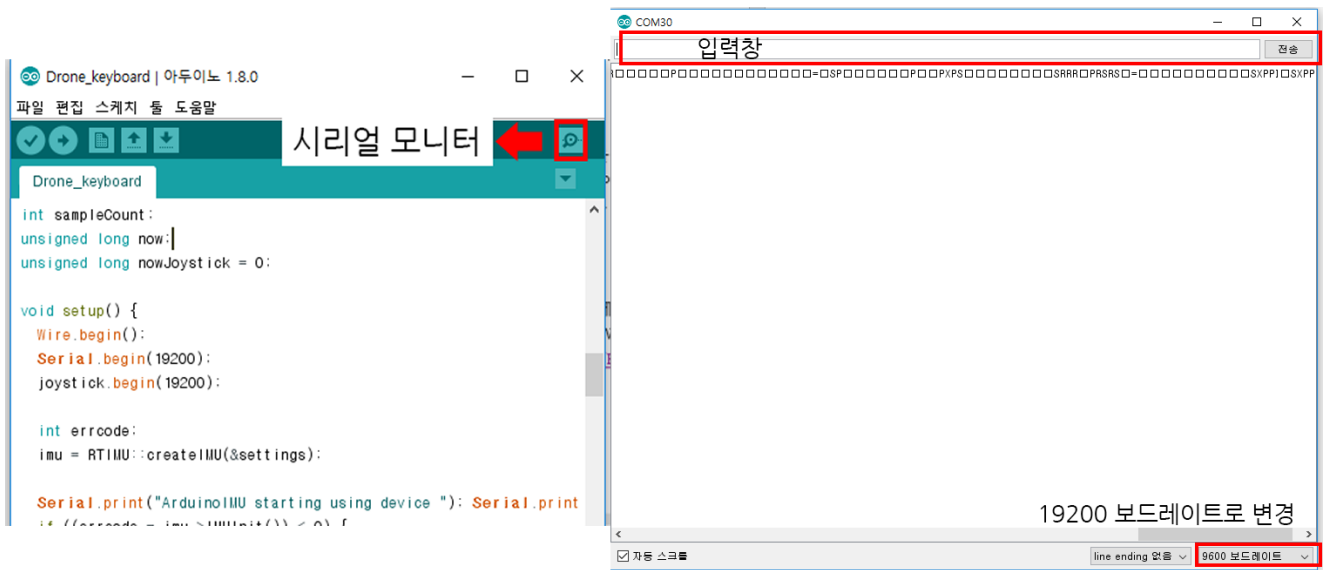 Drone_keyboard | 아두이노 1.8.0
파일 편집 스케치 툴 도움말
시리얼 모니터
Drone_keyboard
int sampleCount;
unsigned long now;
unsigned long nowJoystick = 0;
void setup() {
Wire.begin();
Serial.begin(19200);
joystick.begin(19200);
int errcode;
imu = RTIMU::createIMU(&settings);
Serial.print("ArduinoIMU starting using device "); Serial.print
COM30
입력창
전송
19200 보드레이트로 변경
자동 스크롤
line ending 없음
9600 보드레이트